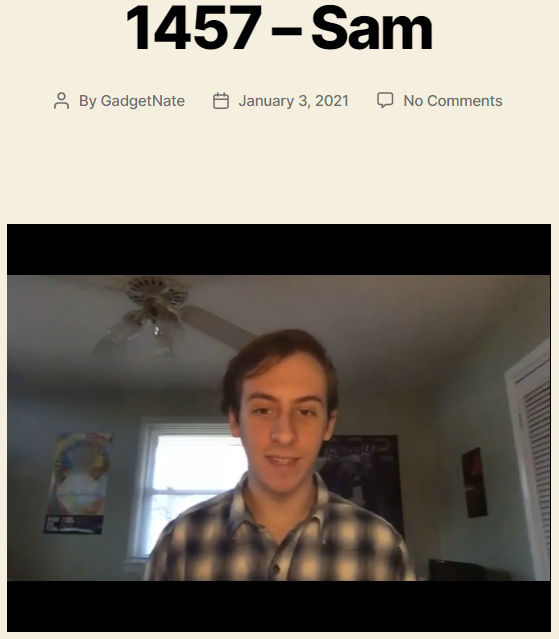 1457 – Sam
By GadgetNate
January 3, 2021
No Comments